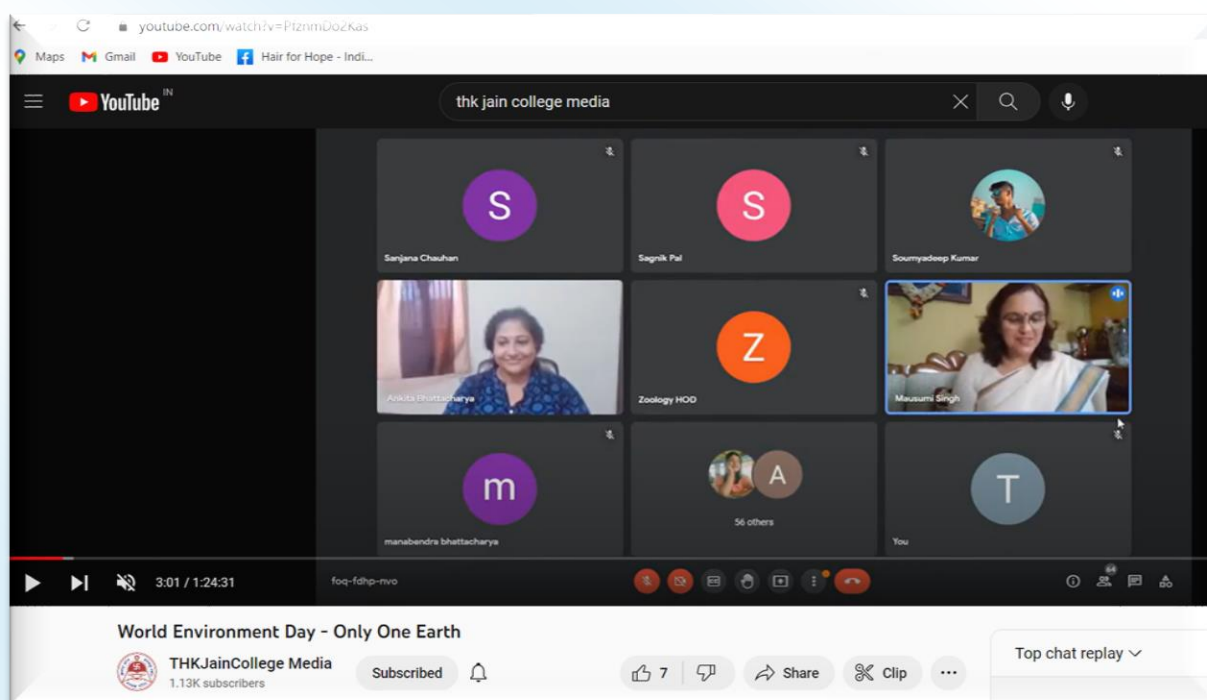 youtube.com/watch?v=PfznmDo2Kas
Maps Gmail YouTube Hair for Hope - Indi...
YouTube IN
thk jain college media
S
S
Sanjana Chauhan
Sagnik Pal
Soumyadeep Kumar
Z
Ankita Bhattacharya
Zoology HOD
Mausumi Singh
m
A
T
56 others
manabendra bhattacharya
You
3:01 / 1:24:31
foq-fdhp-nvo
64
World Environment Day - Only One Earth
THKJainCollege Media
1.13K subscribers
Subscribed
7
Share
Clip
Top chat replay